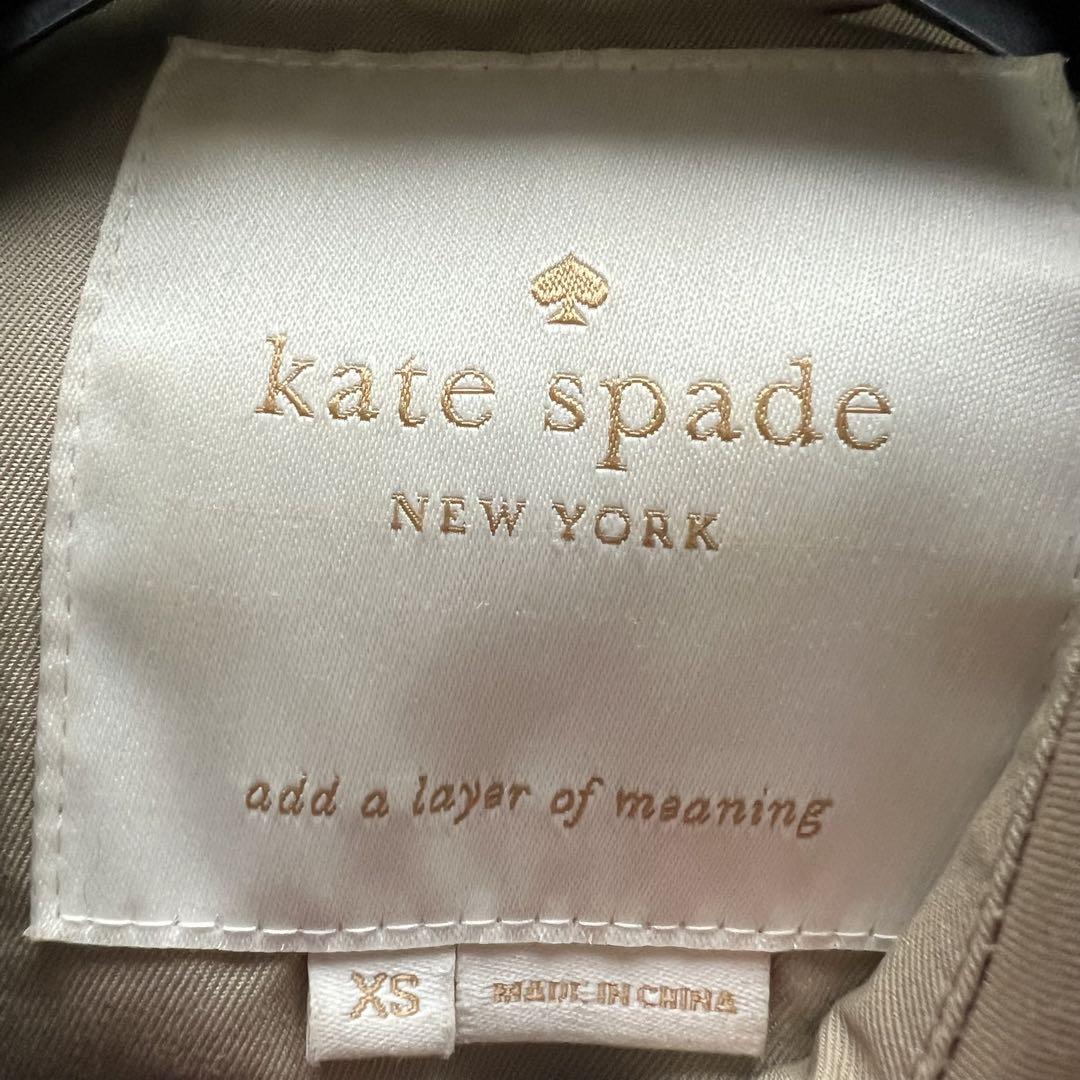 kate spade
NEW YORK
add a layer of meaning
XS
MADE IN CHINA